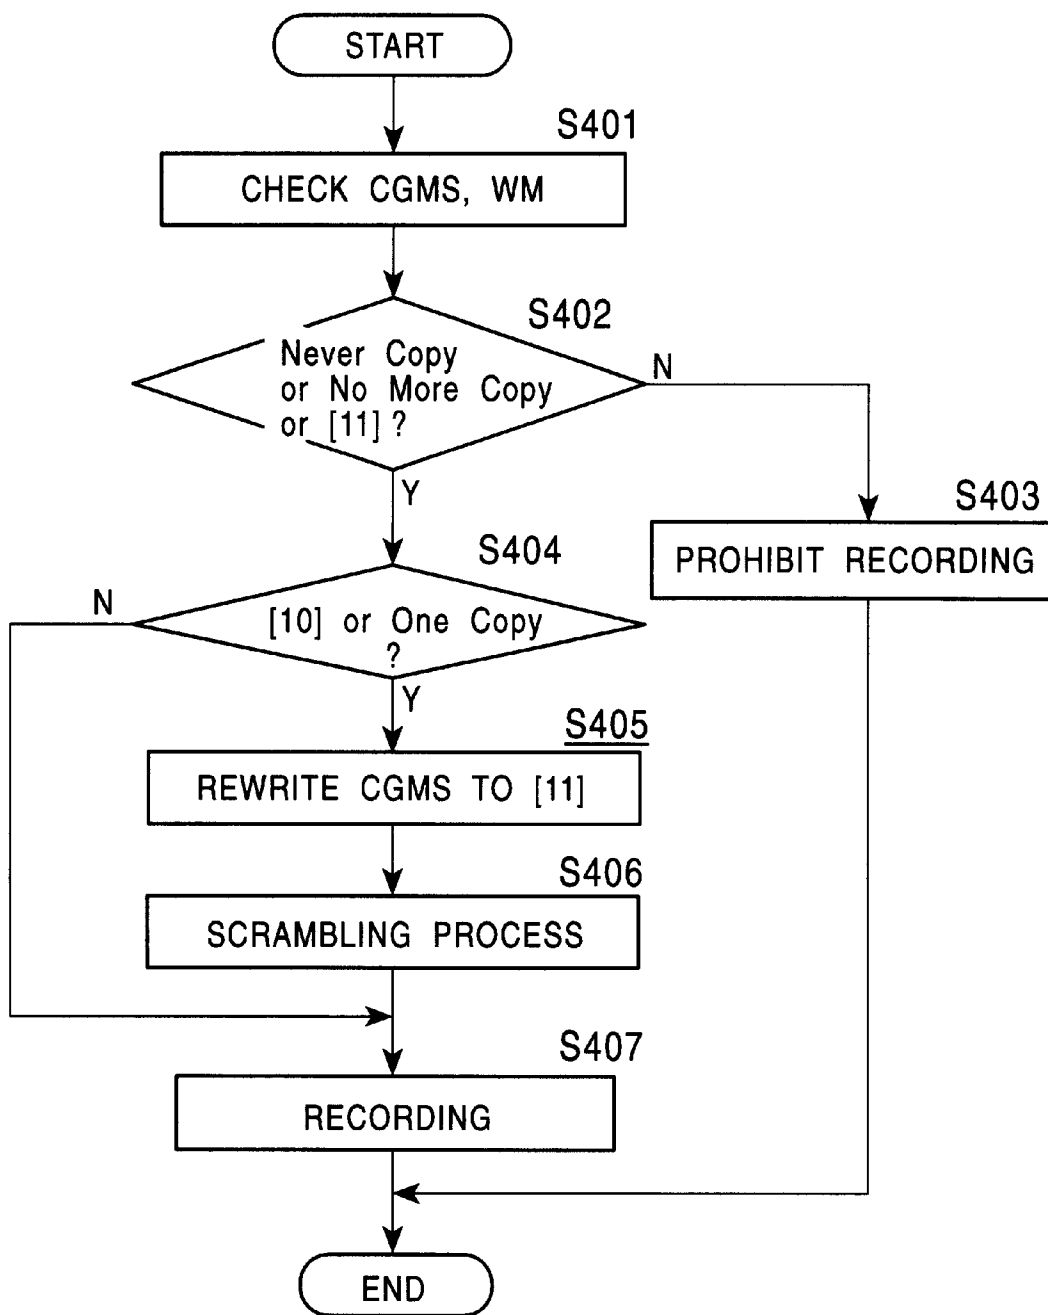 START
S401
CHECK CGMS, WM
S402
Never Copy
or No More Copy
or [11] ?
N
Y
S403
PROHIBIT RECORDING
S404
N
[10] or One Copy
?
Y
S405
REWRITE CGMS TO [11]
S406
SCRAMBLING PROCESS
S407
RECORDING
END